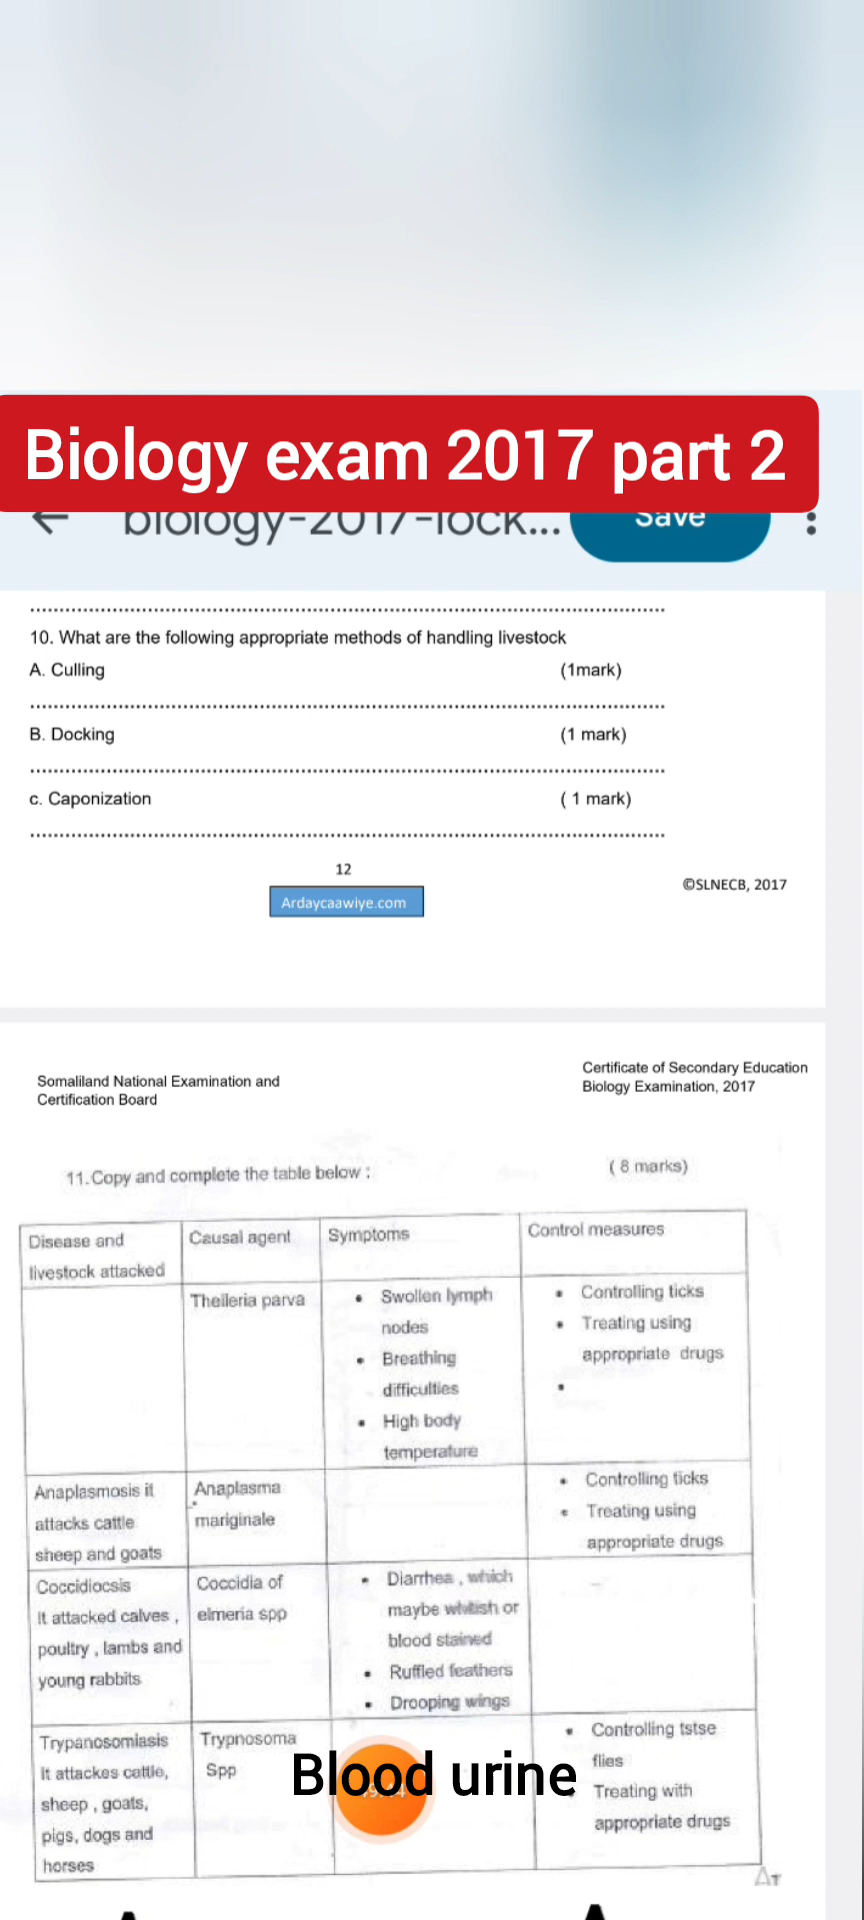 Biology exam 2017 part 2
biology-2017-lock...
Save
10. What are the following appropriate methods of handling livestock
A. Culling (1mark)
B. Docking (1 mark)
c. Caponization ( 1 mark)
12
©SLNECB, 2017
Ardaycaawiye.com
Somaliland National Examination and
Certification Board
Certificate of Secondary Education
Biology Examination, 2017
11.Copy and complete the table below : ( 8 marks)
Disease and
livestock attacked
Causal agent
Symptoms
Control measures
Theileria parva
• Swollen lymph
nodes
• Breathing
difficulties
• High body
temperature
• Controlling ticks
• Treating using
appropriate drugs
•
Anaplasmosis it
attacks cattle
sheep and goats
Anaplasma
mariginale
• Controlling ticks
• Treating using
appropriate drugs
Coccidiocsis
It attacked calves ,
poultry , lambs and
young rabbits
Coccidia of
eimeria spp
• Diarrhea , which
maybe whitish or
blood stained
• Ruffled feathers
• Drooping wings
Trypanosomiasis
It attackes cattle,
sheep , goats,
pigs, dogs and
horses
Trypnosoma
Spp
Blood urine
• Controlling tstse
flies
• Treating with
appropriate drugs